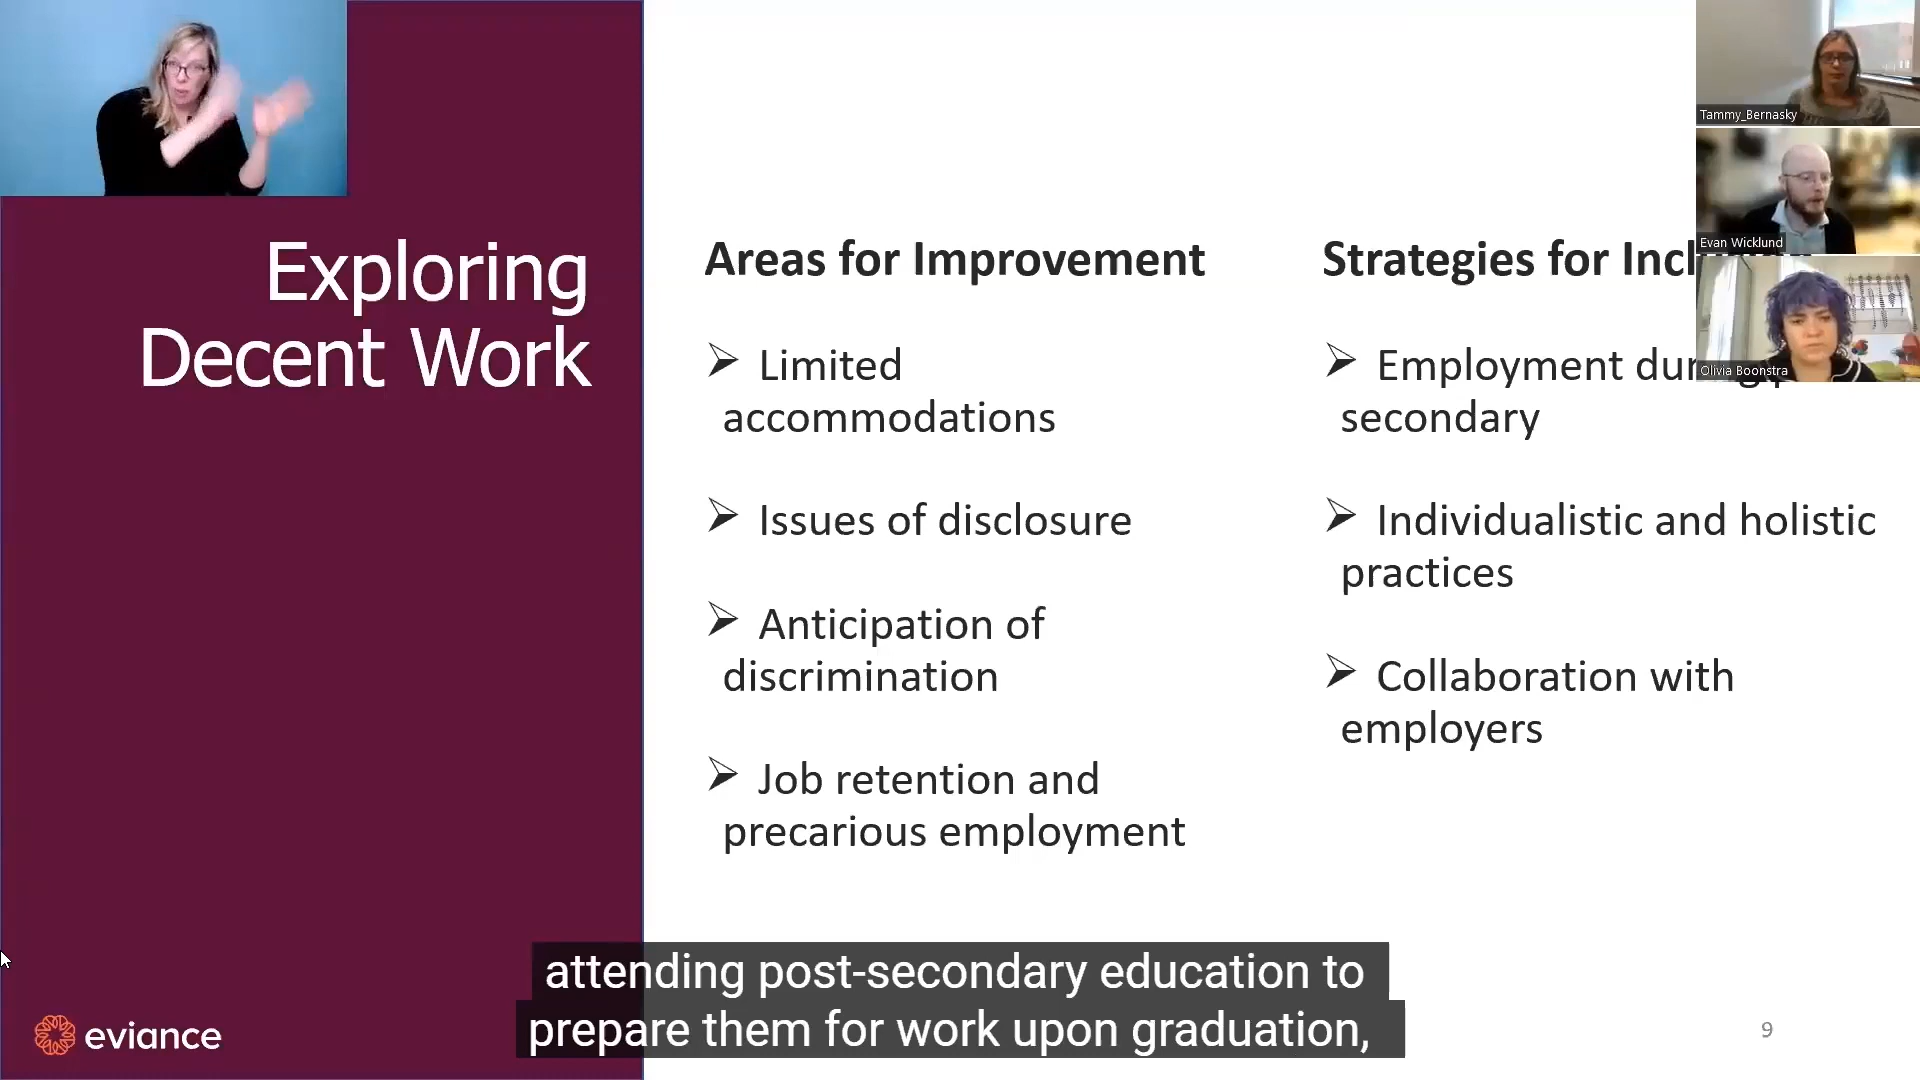 Exploring
Decent Work
Areas for Improvement
➢ Limited
accommodations
➢ Issues of disclosure
➢ Anticipation of
discrimination
➢ Job retention and
precarious employment
Strategies for
➢ Employment
secondary
➢ Individualistic and holistic
practices
➢ Collaboration with
employers
Tammy_Bernasky
Evan Wicklund
Olivia Boonstra
attending post-secondary education to
prepare them for work upon graduation,
eviance
9